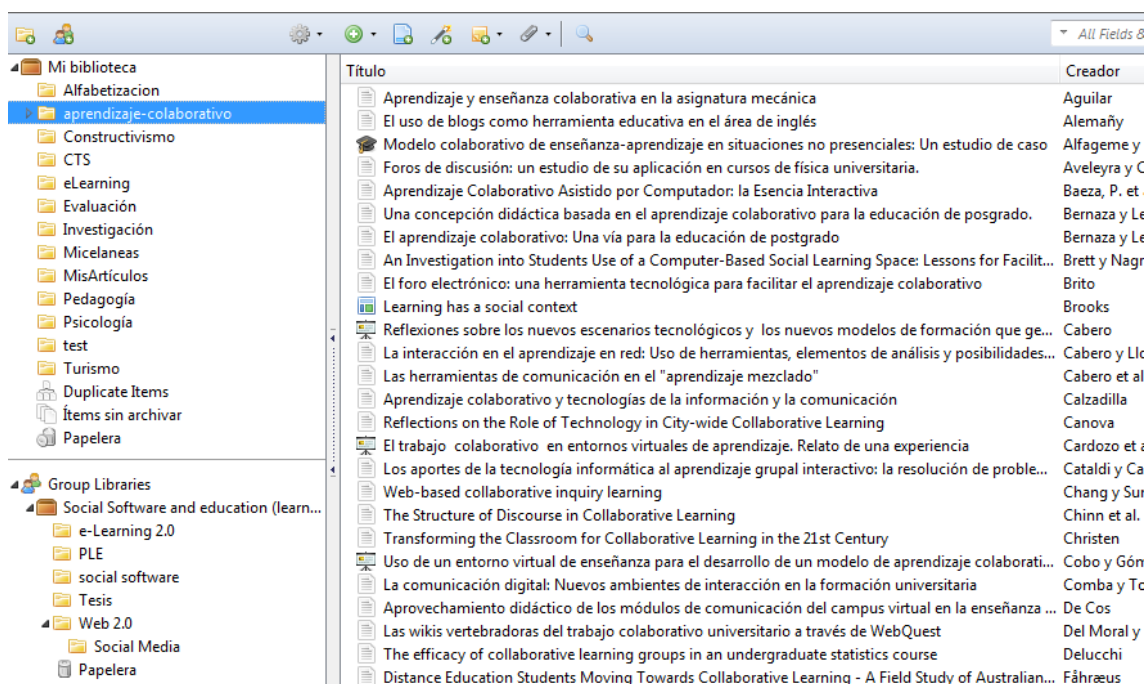 All Fields &
Mi biblioteca
Alfabetizacion
aprendizaje-colaborativo
Constructivismo
CTS
eLearning
Evaluación
Investigación
Micelaneas
MisArtículos
Pedagogía
Psicología
test
Turismo
Duplicate Items
Ítems sin archivar
Papelera
Group Libraries
Social Software and education (learn...
e-Learning 2.0
PLE
social software
Tesis
Web 2.0
Social Media
Papelera
Título Creador
Aprendizaje y enseñanza colaborativa en la asignatura mecánica Aguilar
El uso de blogs como herramienta educativa en el área de inglés Alemañy
Modelo colaborativo de enseñanza-aprendizaje en situaciones no presenciales: Un estudio de caso Alfageme y
Foros de discusión: un estudio de su aplicación en cursos de física universitaria. Aveleyra y
Aprendizaje Colaborativo Asistido por Computador: la Esencia Interactiva Baeza, P. et
Una concepción didáctica basada en el aprendizaje colaborativo para la educación de posgrado. Bernaza y Le
El aprendizaje colaborativo: Una vía para la educación de postgrado Bernaza y Le
An Investigation into Students Use of a Computer-Based Social Learning Space: Lessons for Facilit... Brett y Nagr
El foro electrónico: una herramienta tecnológica para facilitar el aprendizaje colaborativo Brito
Learning has a social context Brooks
Reflexiones sobre los nuevos escenarios tecnológicos y los nuevos modelos de formación que ge... Cabero
La interacción en el aprendizaje en red: Uso de herramientas, elementos de análisis y posibilidades... Cabero y Llo
Las herramientas de comunicación en el "aprendizaje mezclado" Cabero et al
Aprendizaje colaborativo y tecnologías de la información y la comunicación Calzadilla
Reflections on the Role of Technology in City-wide Collaborative Learning Canova
El trabajo colaborativo en entornos virtuales de aprendizaje. Relato de una experiencia Cardozo et a
Los aportes de la tecnología informática al aprendizaje grupal interactivo: la resolución de proble... Cataldi y Ca
Web-based collaborative inquiry learning Chang y Sun
The Structure of Discourse in Collaborative Learning Chinn et al.
Transforming the Classroom for Collaborative Learning in the 21st Century Christen
Uso de un entorno virtual de enseñanza para el desarrollo de un modelo de aprendizaje colaborati... Cobo y Góm
La comunicación digital: Nuevos ambientes de interacción en la formación universitaria Comba y To
Aprovechamiento didáctico de los módulos de comunicación del campus virtual en la enseñanza ... De Cos
Las wikis vertebradoras del trabajo colaborativo universitario a través de WebQuest Del Moral y
The efficacy of collaborative learning groups in an undergraduate statistics course Delucchi
Distance Education Students Moving Towards Collaborative Learning - A Field Study of Australian... Fåhræus